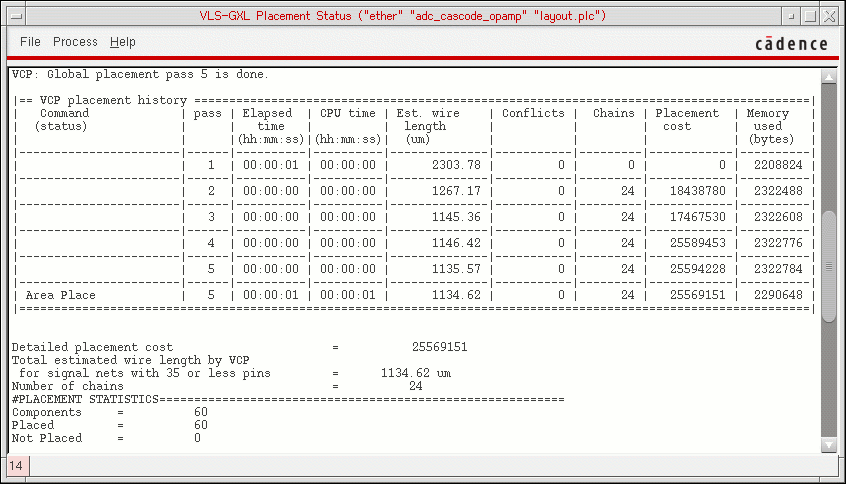 VLS-GXL Placement Status ("ether" "adc_cascode_opamp" "layout.plc")
File Process Help
cādence
VCP: Global placement pass 5 is done.
|== VCP placement history =========================================================================================|
| Command | pass | Elapsed | CPU time | Est. wire | Conflicts | Chains | Placement | Memory
| (status) | | time | | length | | | cost | used
| | | (hh:mm:ss)| (hh:mm:ss) | (um) | | | | (bytes)
|-----------------------|------|----------|----------|-------------|-----------|--------|-----------|---------|
| | 1 | 00:00:01 | 00:00:00 | 2303.78 | 0 | 0 | 0 | 2208824 |
|-----------------------|------|----------|----------|-------------|-----------|--------|-----------|---------|
| | 2 | 00:00:00 | 00:00:00 | 1267.17 | 0 | 24 | 18438780 | 2322488 |
|-----------------------|------|----------|----------|-------------|-----------|--------|-----------|---------|
| | 3 | 00:00:00 | 00:00:00 | 1145.36 | 0 | 24 | 17467530 | 2322608 |
|-----------------------|------|----------|----------|-------------|-----------|--------|-----------|---------|
| | 4 | 00:00:00 | 00:00:00 | 1146.42 | 0 | 24 | 25589453 | 2322776 |
|-----------------------|------|----------|----------|-------------|-----------|--------|-----------|---------|
| | 5 | 00:00:00 | 00:00:00 | 1135.57 | 0 | 24 | 25594228 | 2322784 |
|-----------------------|------|----------|----------|-------------|-----------|--------|-----------|---------|
| Area Place | 5 | 00:00:01 | 00:00:01 | 1134.62 | 0 | 24 | 25569151 | 2290648 |
|==================================================================================================================|
Detailed placement cost = 25569151
Total estimated wire length by VCP
for signal nets with 35 or less pins = 1134.62 um
Number of chains = 24
#PLACEMENT STATISTICS==========================================================
Components = 60
Placed = 60
Not Placed = 0
14